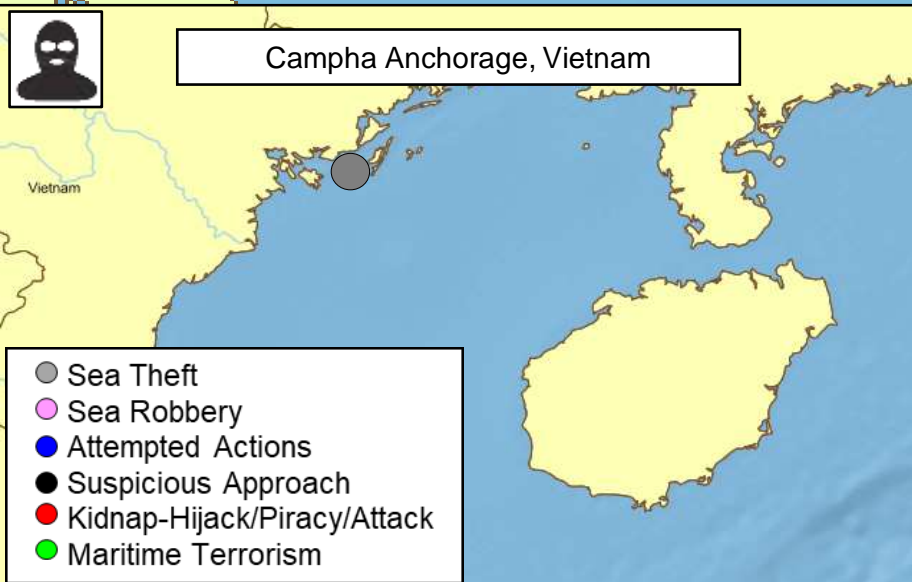 Campha Anchorage, Vietnam
Vietnam
Sea Theft
Sea Robbery
Attempted Actions
Suspicious Approach
Kidnap-Hijack/Piracy/Attack
Maritime Terrorism